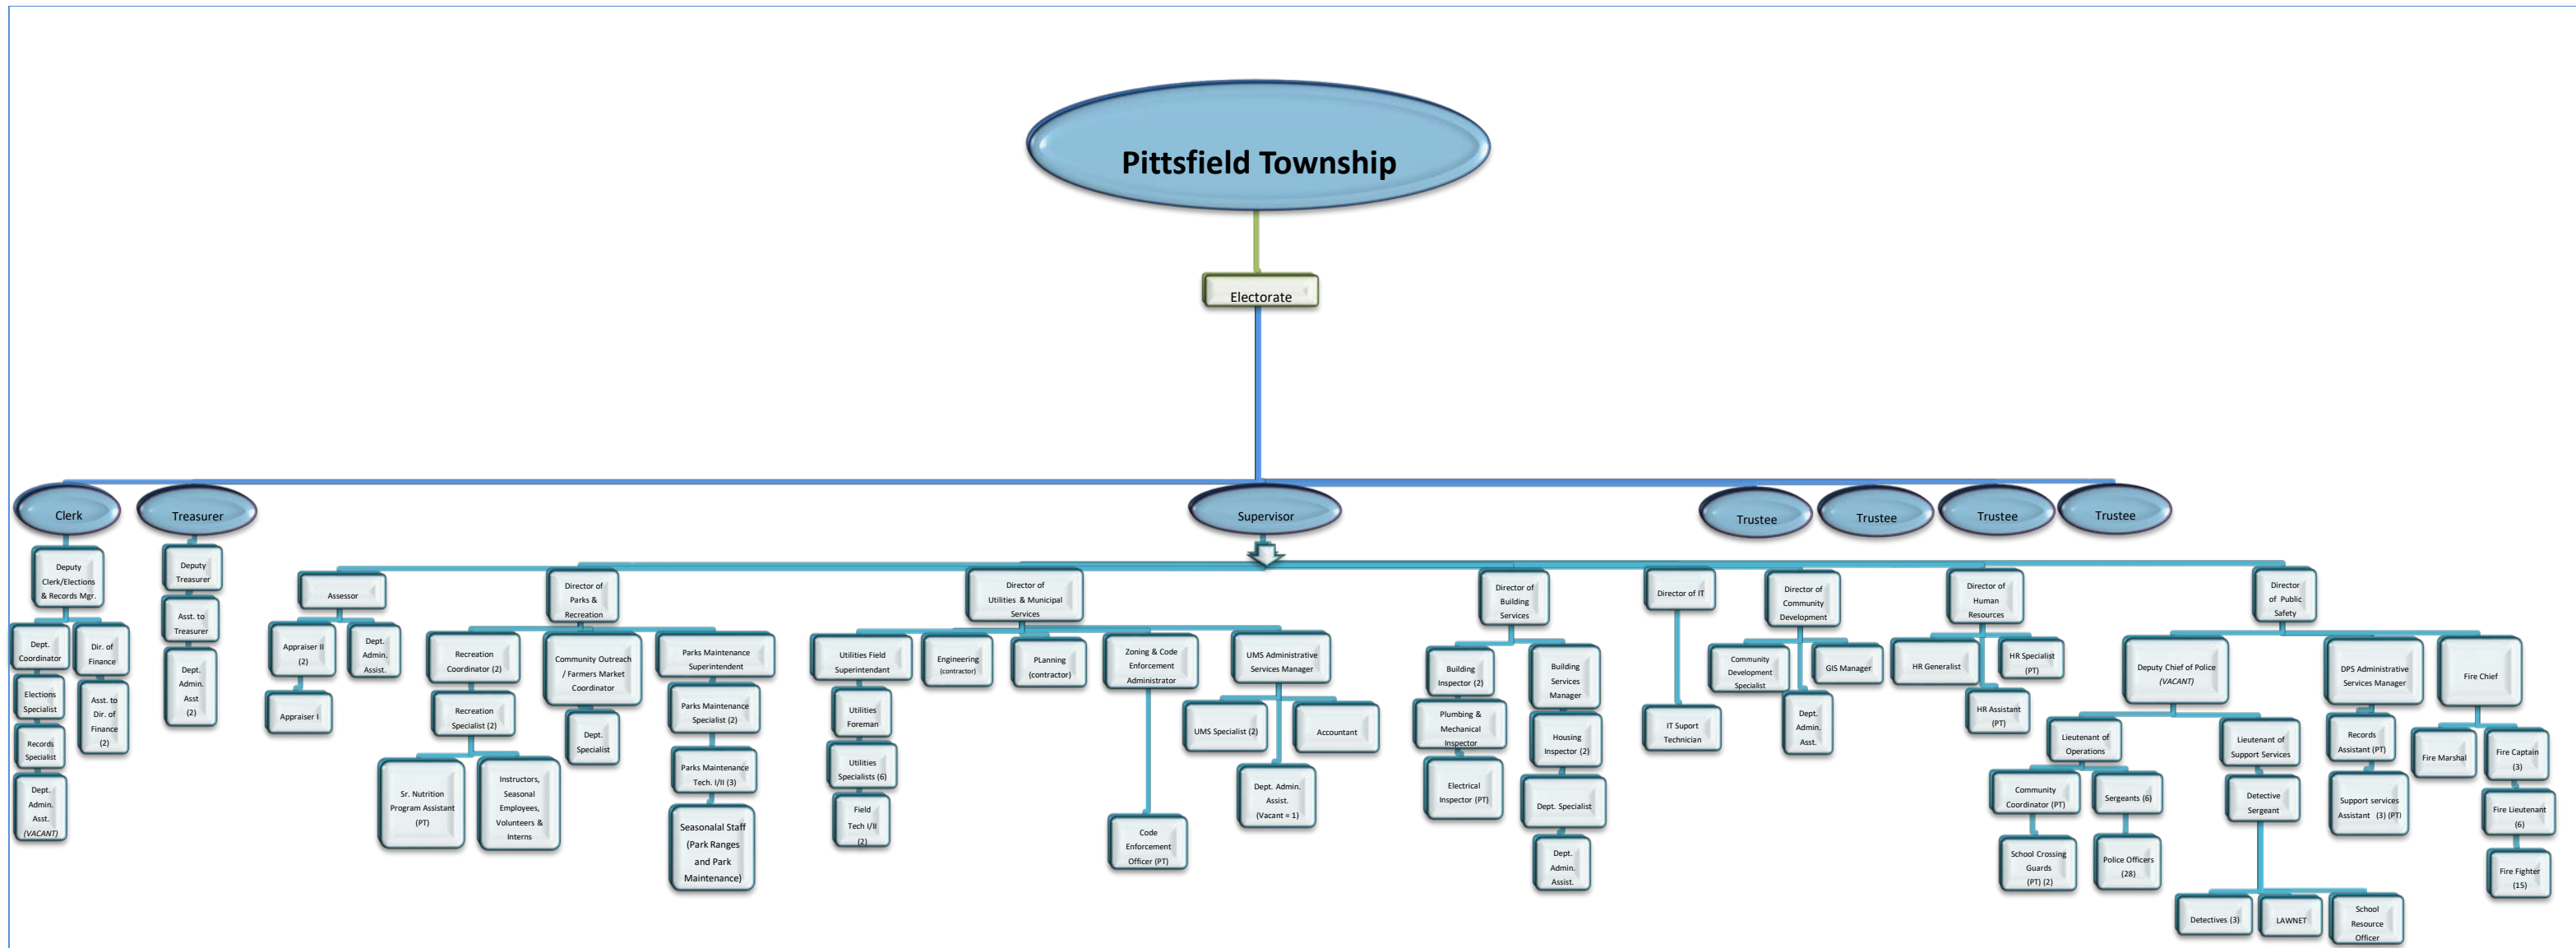 Pittsfield Township
Electorate
Clerk
Treasurer
Supervisor
Trustee
Trustee
Trustee
Trustee
Deputy
Clerk/Elections
& Records Mgr.
Dept.
Coordinator
Elections
Specialist
Records
Specialist
Dept.
Admin.
Asst.
(VACANT)
Dir. of
Finance
Asst. to
Dir. of
Finance
(2)
Deputy
Treasurer
Asst. to
Treasurer
Dept.
Admin.
Asst
(2)
Assessor
Appraiser II
(2)
Appraiser I
Dept.
Admin.
Assist.
Director of
Parks &
Recreation
Recreation
Coordinator (2)
Recreation
Specialist (2)
Sr. Nutrition
Program Assistant
(PT)
Instructors,
Seasonal
Employees,
Volunteers &
Interns
Community Outreach
/ Farmers Market
Coordinator
Dept.
Specialist
Parks Maintenance
Superintendent
Parks Maintenance
Specialist (2)
Parks Maintenance
Tech. I/II (3)
Seasonalal Staff
(Park Ranges
and Park
Maintenance)
Director of
Utilities & Municipal
Services
Utilities Field
Superintendant
Utilities
Foreman
Utilities
Specialists (6)
Field
Tech I/II
(2)
Engineering
(contractor)
PLanning
(contractor)
Zoning & Code
Enforcement
Administrator
Code
Enforcement
Officer (PT)
UMS Administrative
Services Manager
UMS Specialist (2)
Accountant
Dept. Admin.
Assist.
(Vacant = 1)
Director of
Building
Services
Building
Inspector (2)
Plumbing &
Mechanical
Inspector
Electrical
Inspector (PT)
Building
Services
Manager
Housing
Inspector (2)
Dept. Specialist
Dept.
Admin.
Assist.
Director of IT
IT Suport
Technician
Director of
Community
Development
Community
Development
Specialist
GIS Manager
Dept.
Admin.
Asst.
Director of
Human
Resources
HR Generalist
HR Specialist
(PT)
HR Assistant
(PT)
Director
of Public
Safety
Deputy Chief of Police
(VACANT)
Lieutenant of
Operations
Community
Coordinator (PT)
School Crossing
Guards
(PT) (2)
Sergeants (6)
Police Officers
(28)
Lieutenant of
Support Services
Detective
Sergeant
Detectives (3)
LAWNET
School
Resource
Officer
DPS Administrative
Services Manager
Records
Assistant (PT)
Support services
Assistant (3) (PT)
Fire Chief
Fire Marshal
Fire Captain
(3)
Fire Lieutenant
(6)
Fire Fighter
(15)